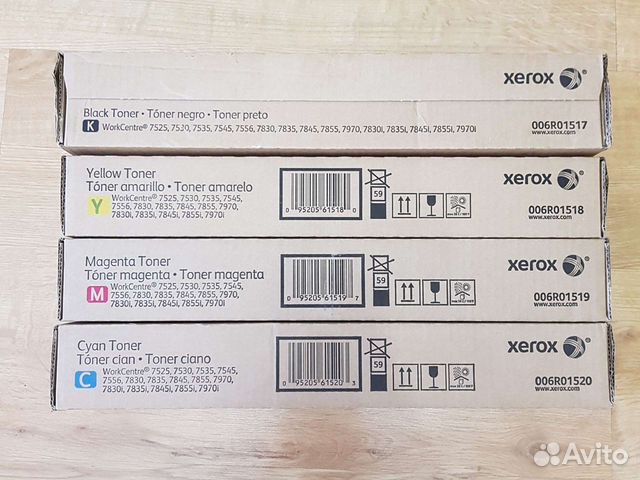 xerox
Black Toner • Tóner negro • Toner preto
K WorkCentre® 7525, 7530, 7535, 7545, 7556, 7830, 7835, 7845, 7855, 7970, 7830i, 7835i, 7845i, 7855i, 7970i
006R01517
www.xerox.com
Yellow Toner
Tóner amarillo • Toner amarelo
Y WorkCentre® 7525, 7530, 7535, 7545,
7556, 7830, 7835, 7845, 7855, 7970,
7830i, 7835i, 7845i, 7855i, 7970i
0 95205 61518 0
59
xerox
006R01518
www.xerox.com
Magenta Toner
Tóner magenta • Toner magenta
M WorkCentre® 7525, 7530, 7535, 7545,
7556, 7830, 7835, 7845, 7855, 7970,
7830i, 7835i, 7845i, 7855i, 7970i
0 95205 61519 7
59
xerox
006R01519
www.xerox.com
Cyan Toner
Tóner cian • Toner ciano
C WorkCentre® 7525, 7530, 7535, 7545,
7556, 7830, 7835, 7845, 7855, 7970,
7830i, 7835i, 7845i, 7855i, 7970i
0 95205 61520 3
59
xerox
006R01520
www.xerox.com
Avito